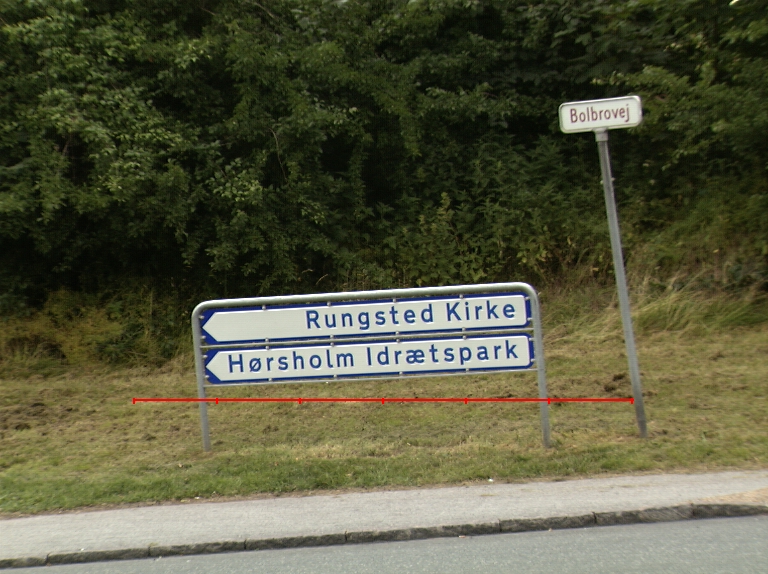 Bolbrovej
Rungsted Kirke
Hørsholm Idrætspark